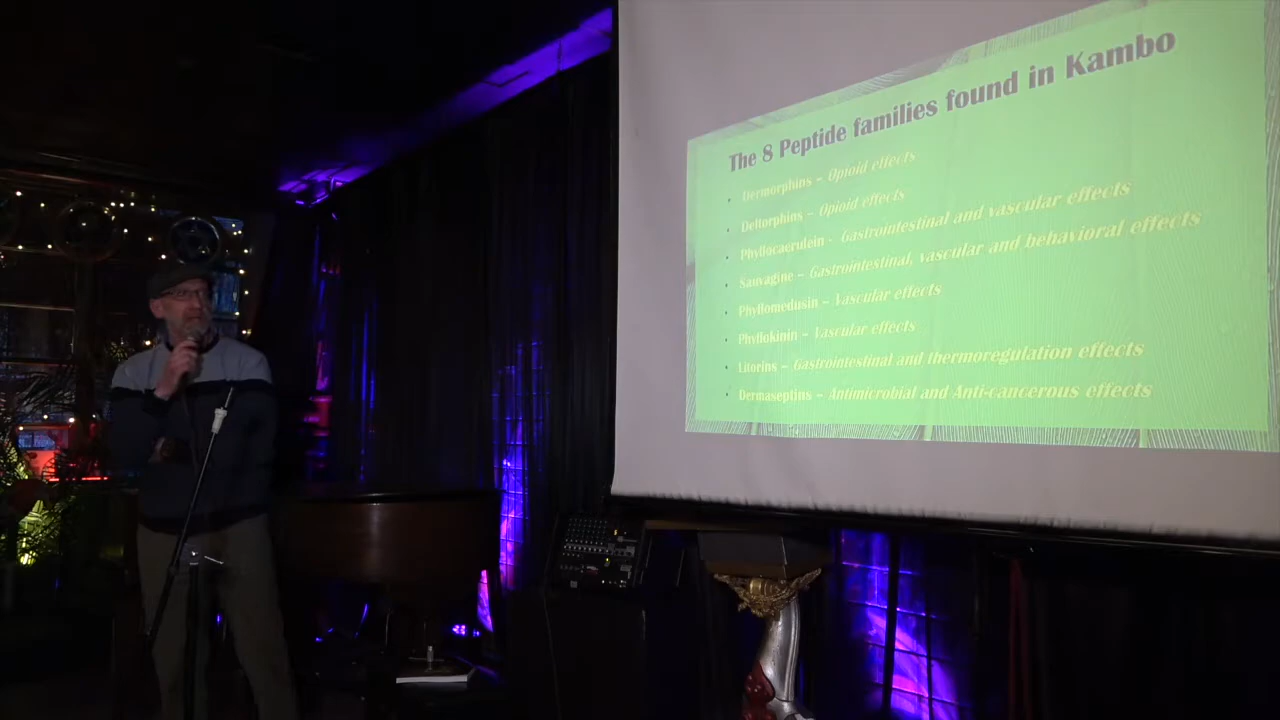 The 8 Peptide families found in Kambo
• Dermorphins – Opioid effects
• Deltorphins – Opioid effects
• Phyllocaerulein - Gastrointestinal and vascular effects
• Sauvagine – Gastrointestinal, vascular and behavioral effects
• Phyllomedusin – Vascular effects
• Phyllokinin – Vascular effects
• Litorins – Gastrointestinal and thermoregulation effects
• Dermaseptins – Antimicrobial and Anti-cancerous effects